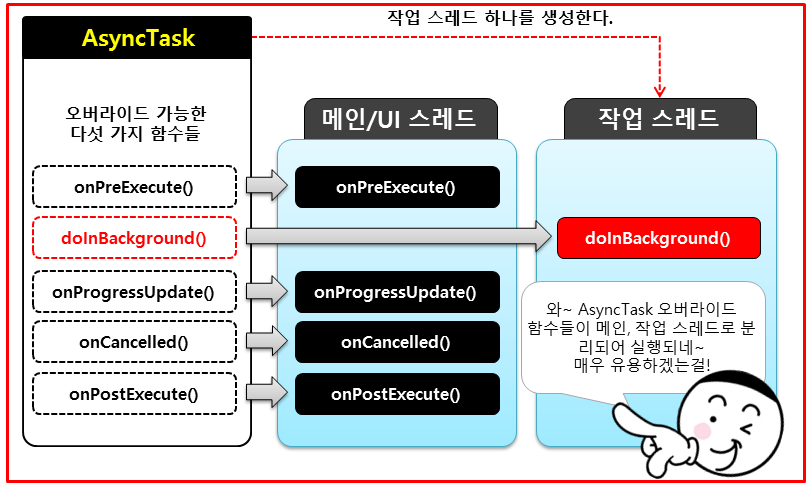 작업 스레드 하나를 생성한다.
AsyncTask
오버라이드 가능한
다섯 가지 함수들
메인/UI 스레드
작업 스레드
onPreExecute()
onPreExecute()
doInBackground()
doInBackground()
onProgressUpdate()
onProgressUpdate()
onCancelled()
onCancelled()
onPostExecute()
onPostExecute()
와~ AsyncTask 오버라이드
함수들이 메인, 작업 스레드로 분
리되어 실행되네~
매우 유용하겠는걸!